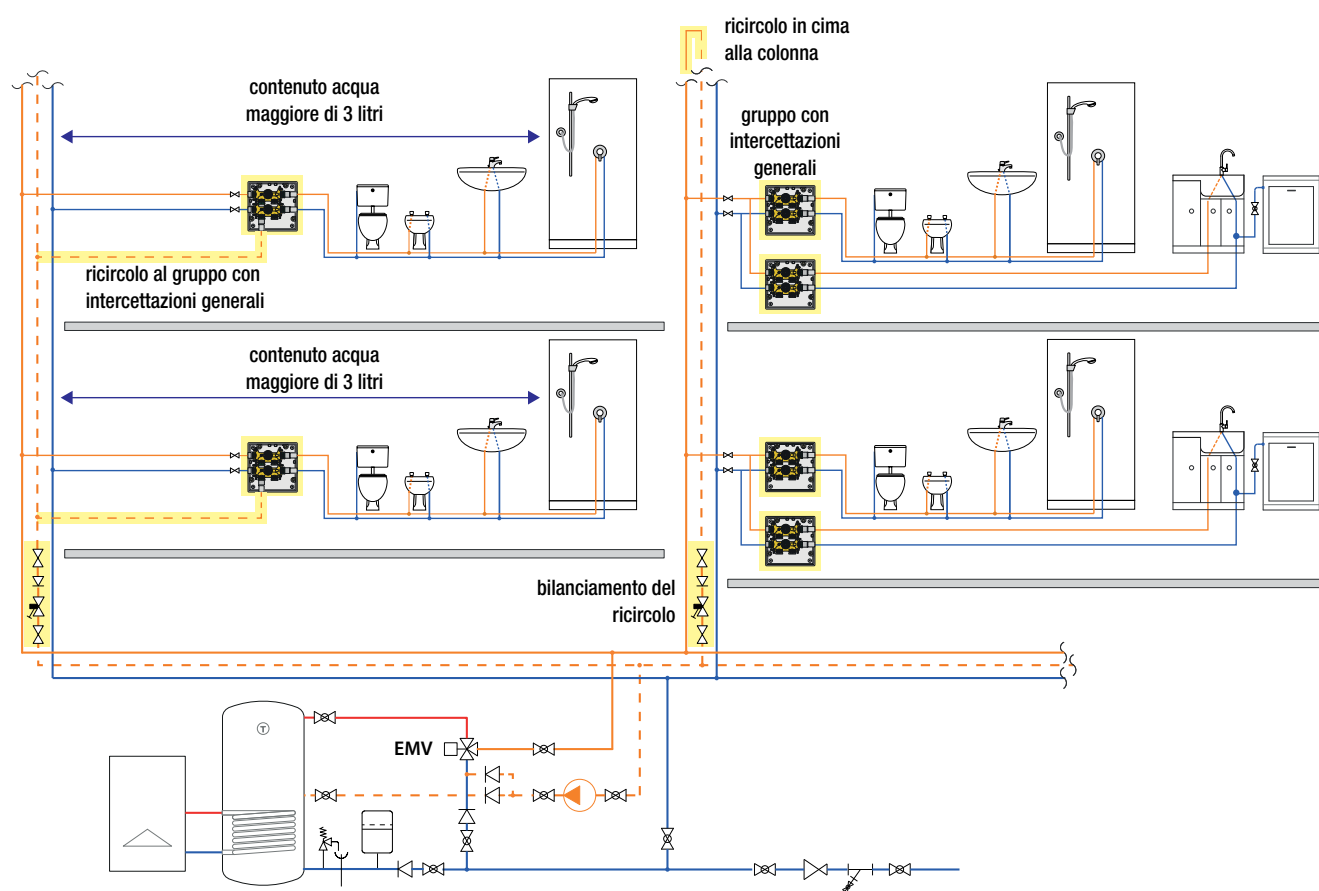 ricircolo in cima
alla colonna
contenuto acqua
maggiore di 3 litri
gruppo con
intercettazioni
generali
ricircolo al gruppo con
intercettazioni generali
contenuto acqua
maggiore di 3 litri
bilanciamento del
ricircolo
T
EMV